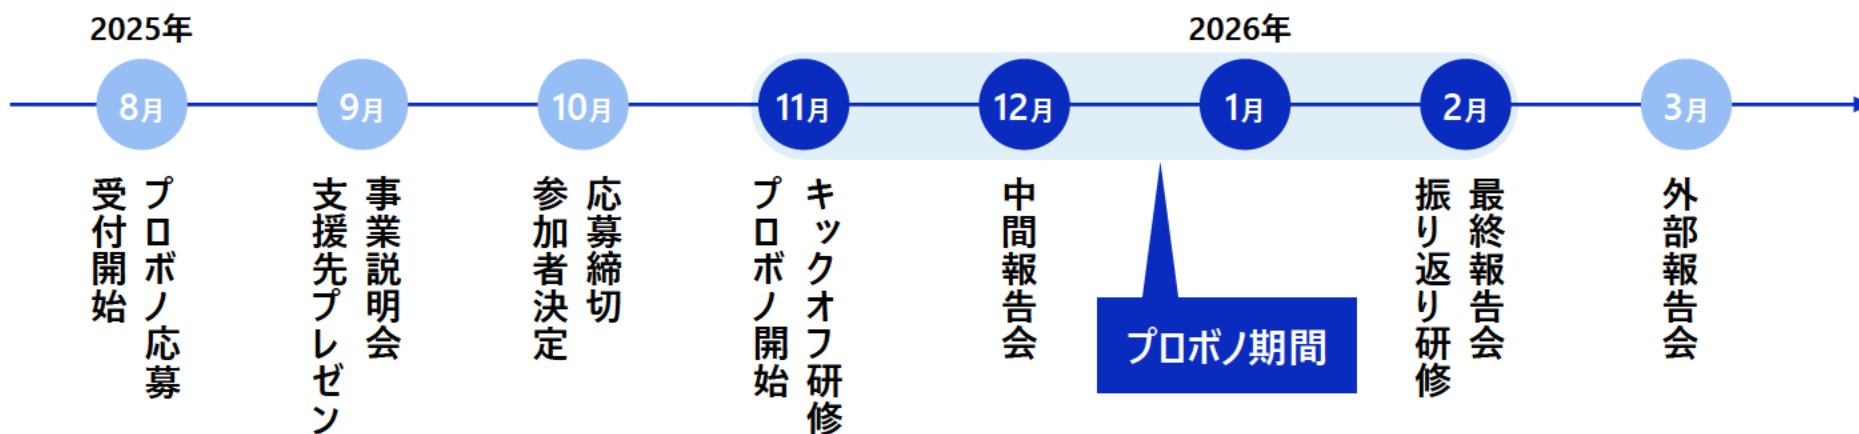 2025年
2026年
8月
9月
10月
11月
12月
1月
2月
3月
プロボノ応募
受付開始
事業説明会
支援先プレゼン
応募締切
参加者決定
キックオフ研修
プロボノ開始
中間報告会
最終報告会
振り返り研修
外部報告会
プロボノ期間